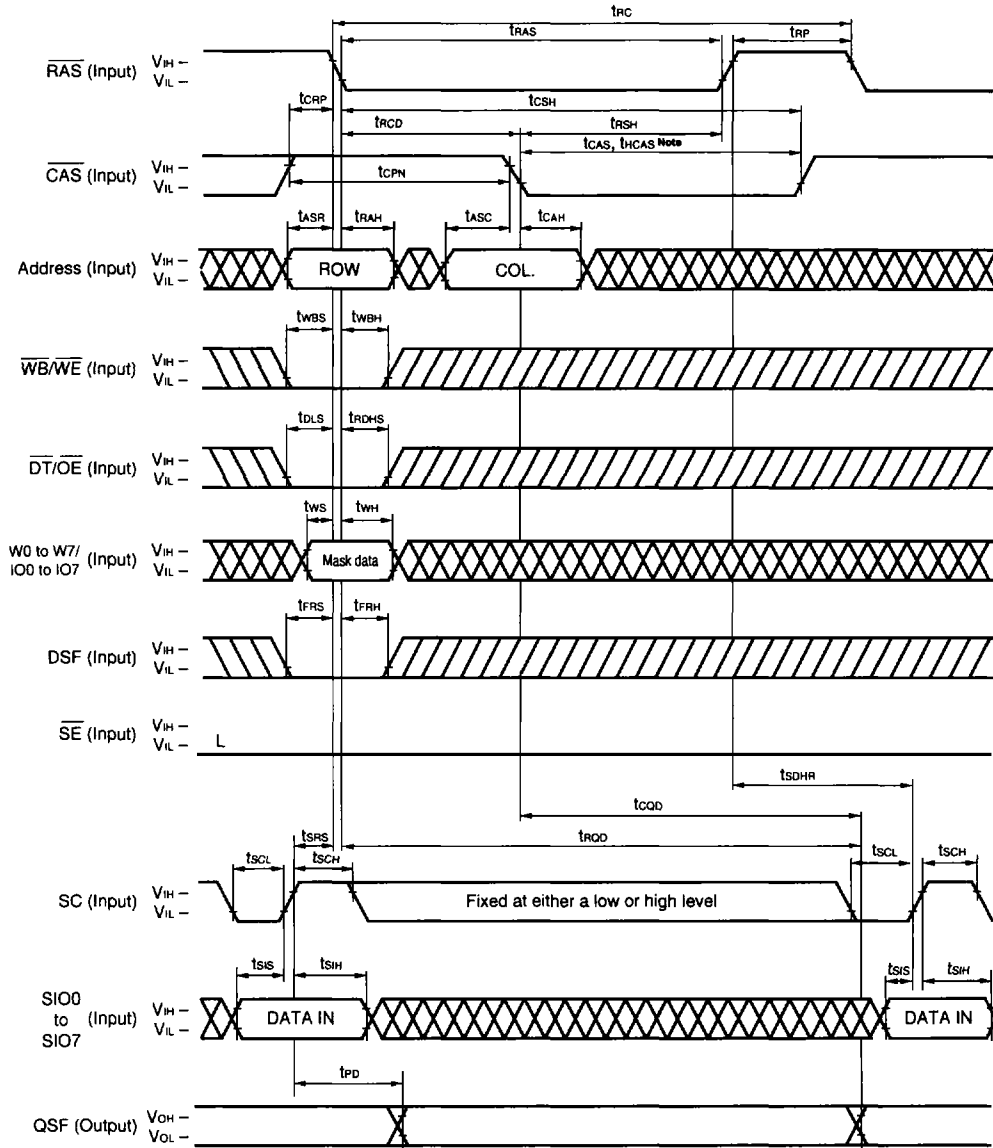 tRC
tRAS tRP
RAS (Input) VIH – VIL –
tCRP tCSH
tRCD tRSH
tCAS, tHCAS Note
CAS (Input) VIH – VIL –
tCPN
tASR tRAH tASC tCAH
Address (Input) VIH – VIL – ROW COL.
tWBS tWBH
WB/WE (Input) VIH – VIL –
tDLS tRDHS
DT/OE (Input) VIH – VIL –
tWS tWH
W0 to W7/ IO0 to IO7 (Input) VIH – VIL – Mask data
tFRS tFRH
DSF (Input) VIH – VIL –
SE (Input) VIH – VIL – L
tSDHR
tCQD
tSRS tRQD
tSCL tSCH tSCL tSCH
SC (Input) VIH – VIL – Fixed at either a low or high level
tSIS tSIH tSIS tSIH
SIO0 to SIO7 (Input) VIH – VIL – DATA IN DATA IN
tPD
QSF (Output) VOH – VOL –